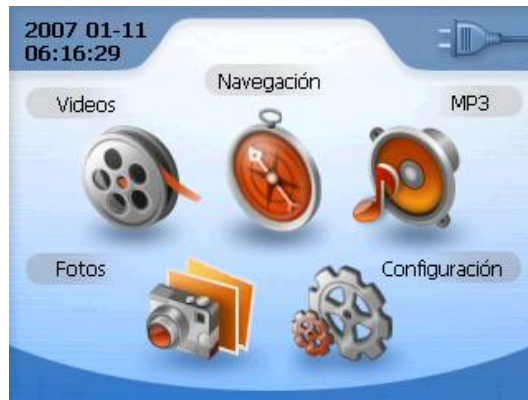 2007 01-11
06:16:29
Navegación
Videos
MP3
Fotos
Configuración